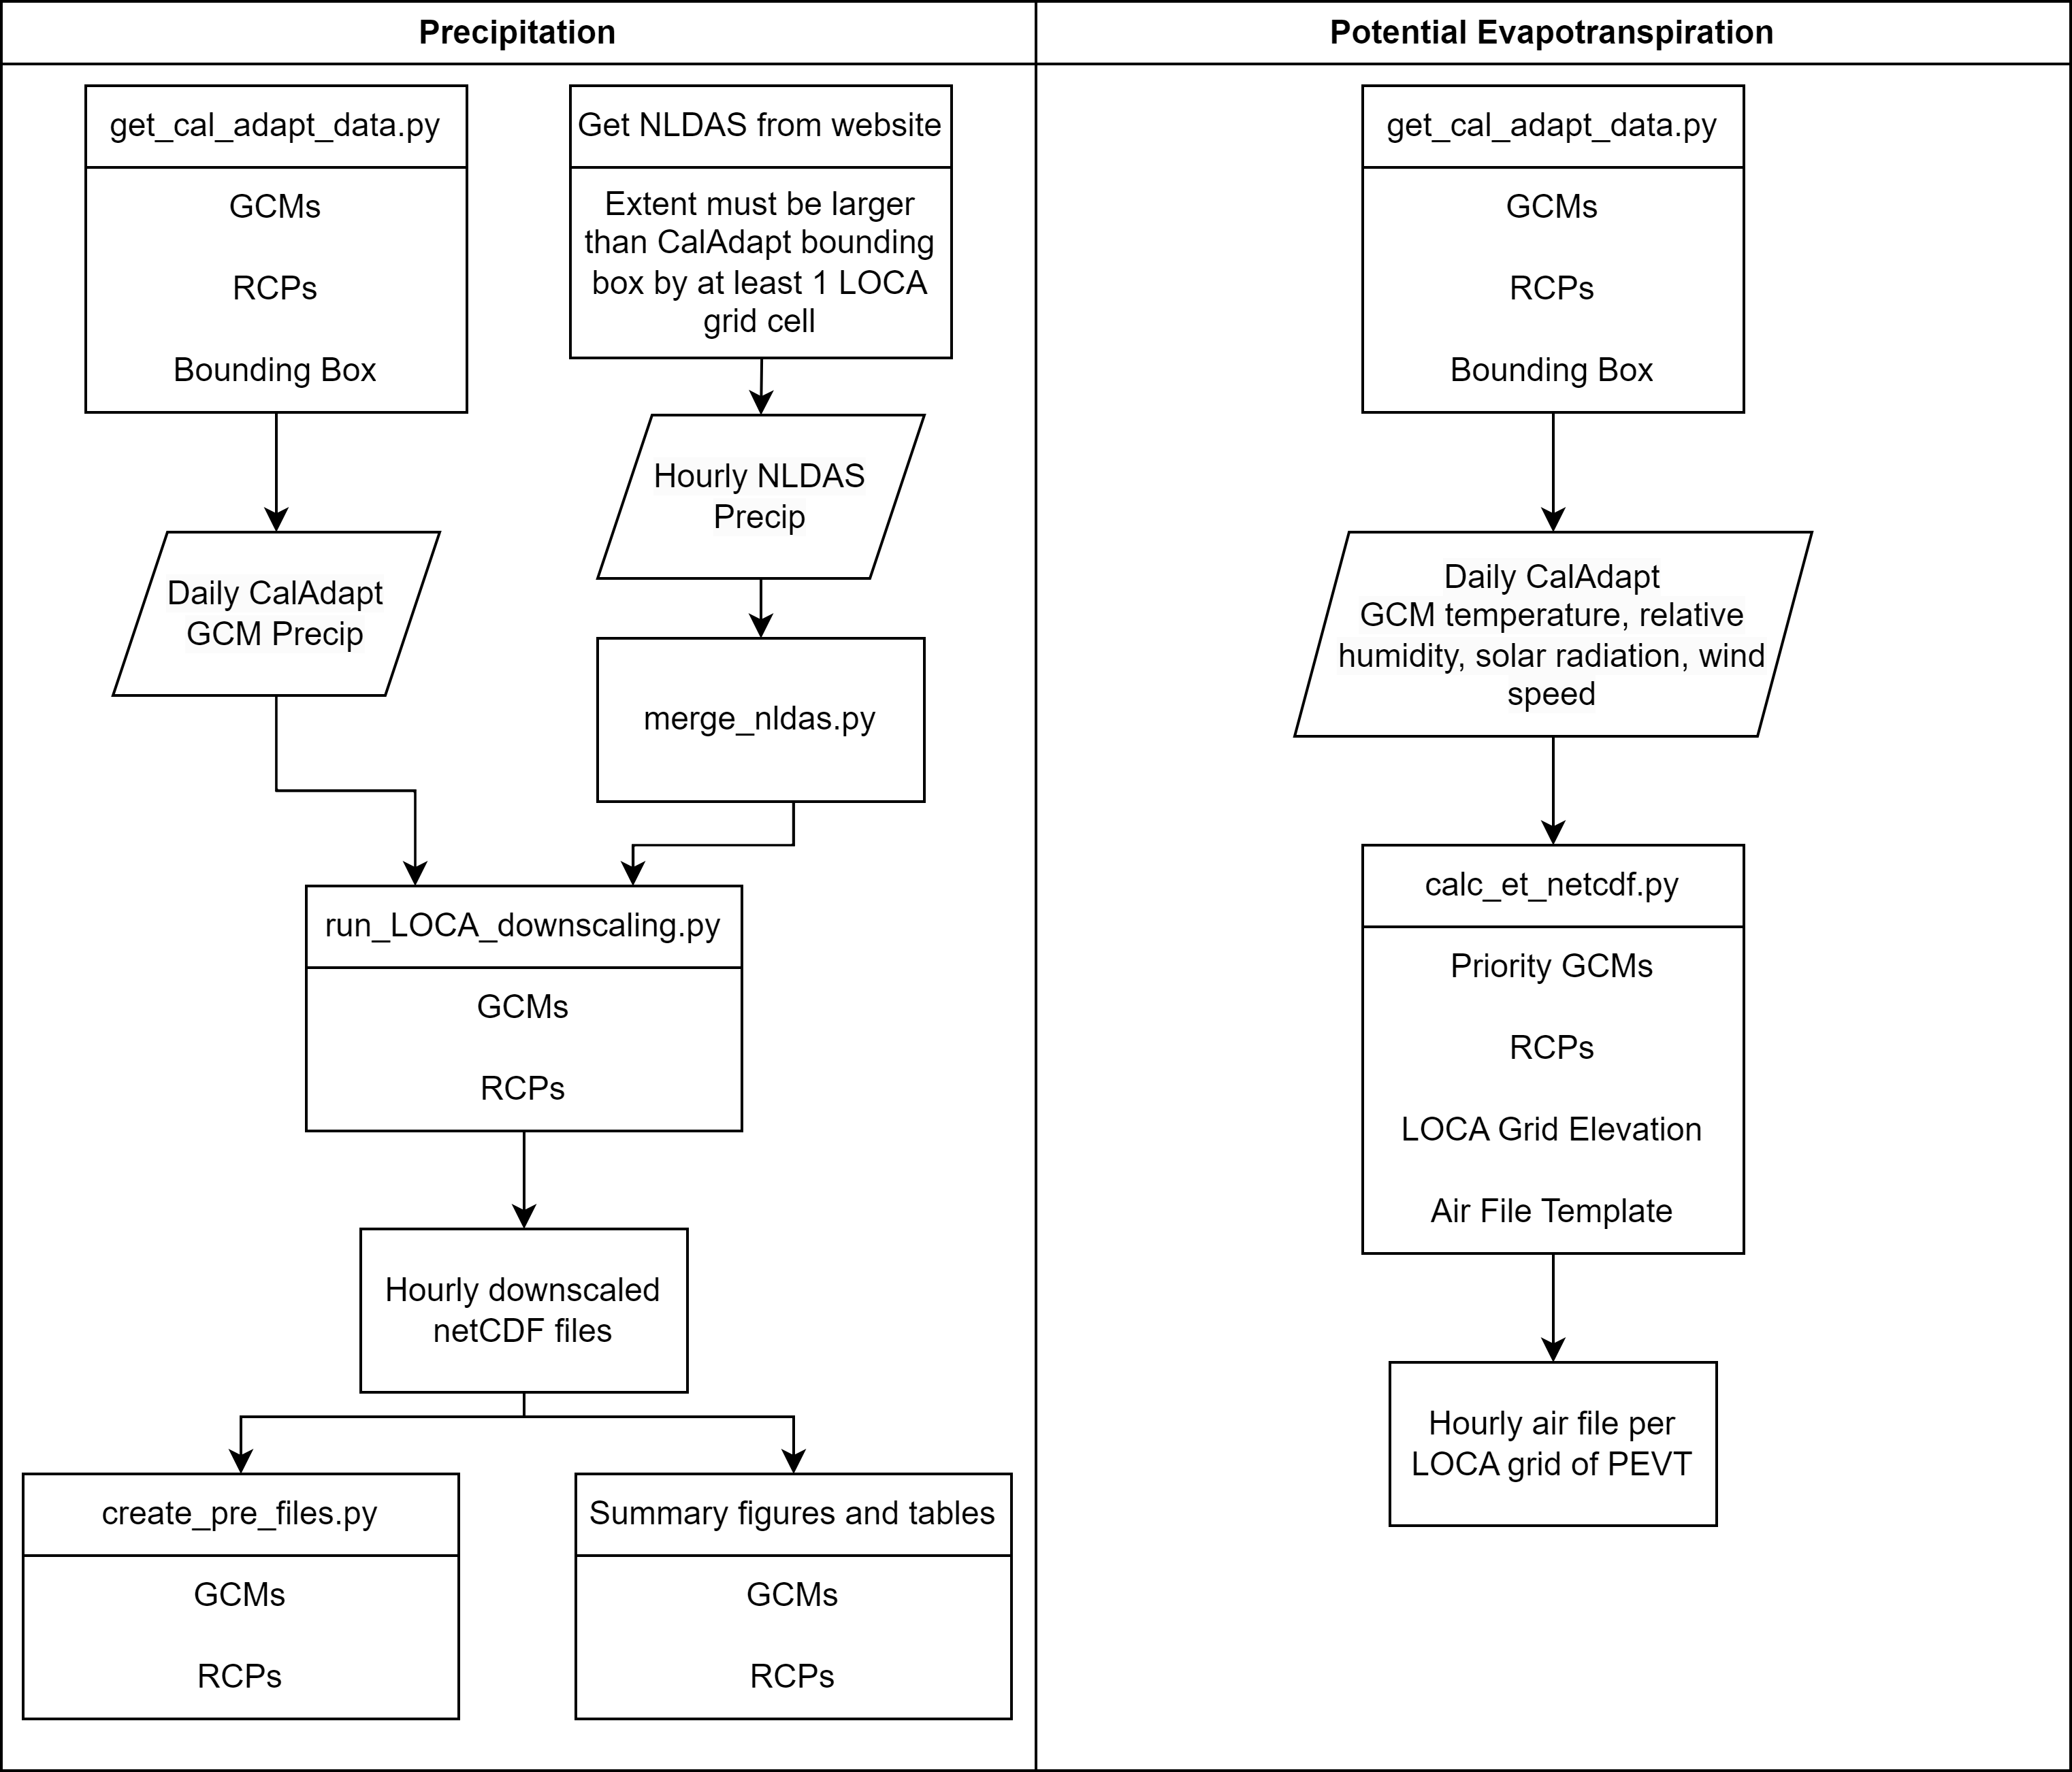 Precipitation
get_cal_adapt_data.py
GCMs
RCPs
Bounding Box
Get NLDAS from website
Extent must be larger
than CalAdapt bounding
box by at least 1 LOCA
grid cell
Daily CalAdapt
GCM Precip
Hourly NLDAS
Precip
merge_nldas.py
run_LOCA_downscaling.py
GCMs
RCPs
Hourly downscaled
netCDF files
create_pre_files.py
GCMs
RCPs
Summary figures and tables
GCMs
RCPs
Potential Evapotranspiration
get_cal_adapt_data.py
GCMs
RCPs
Bounding Box
Daily CalAdapt
GCM temperature, relative
humidity, solar radiation, wind
speed
calc_et_netcdf.py
Priority GCMs
RCPs
LOCA Grid Elevation
Air File Template
Hourly air file per
LOCA grid of PEVT